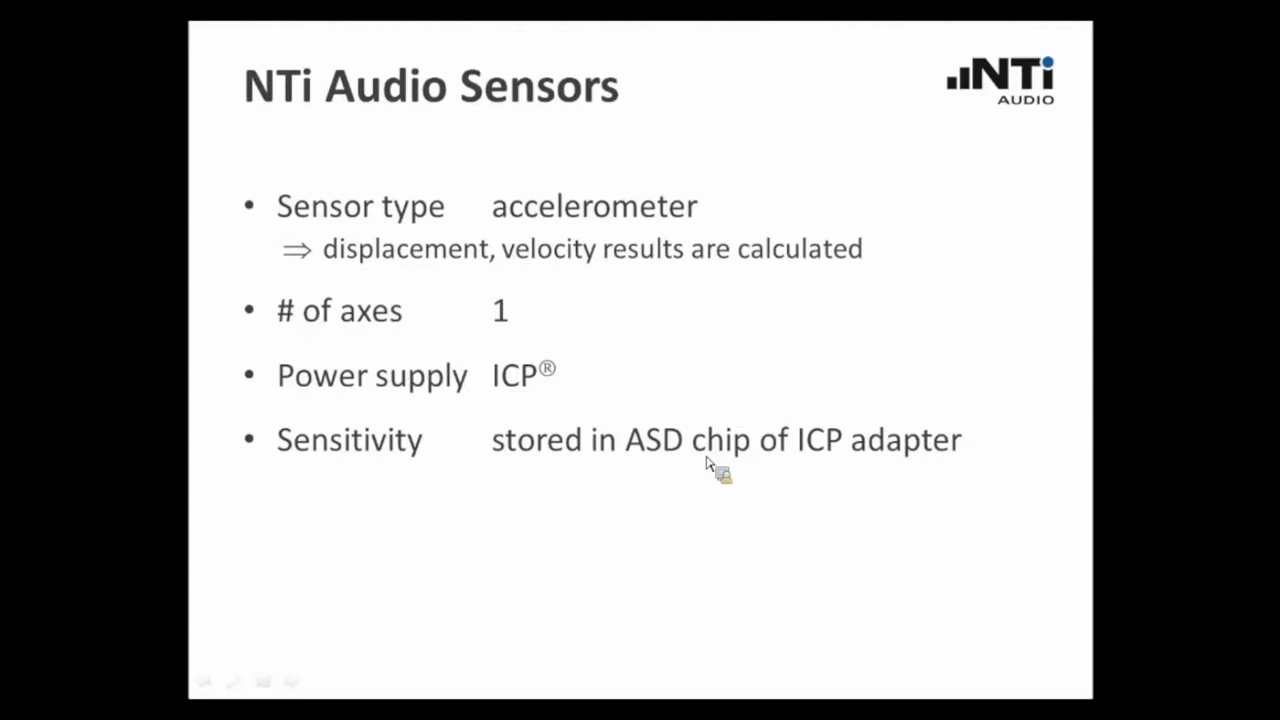 NTi Audio Sensors
NTi
AUDIO
• Sensor type accelerometer
⇒ displacement, velocity results are calculated
• # of axes 1
• Power supply ICP®
• Sensitivity stored in ASD chip of ICP adapter